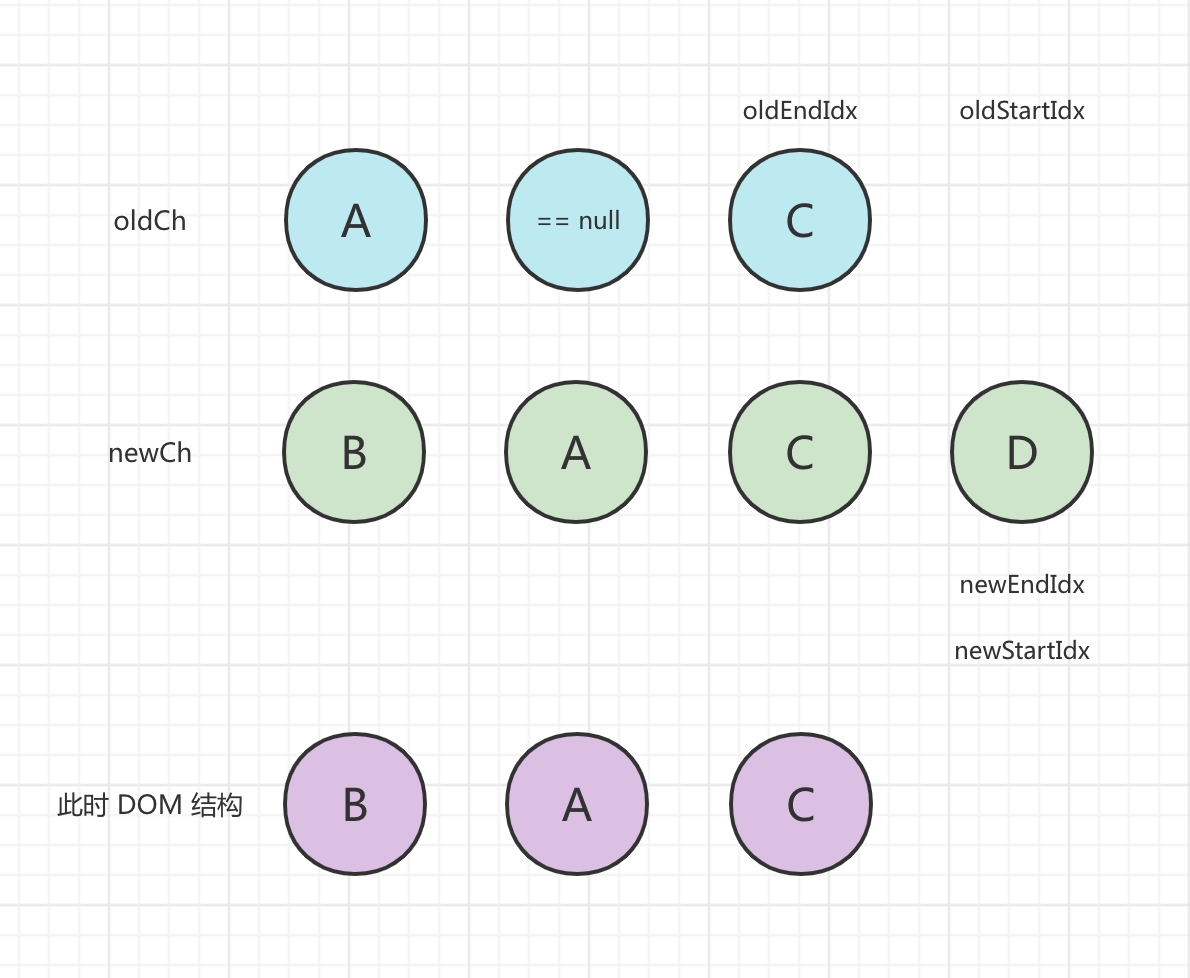 oldEndIdx oldStartIdx
oldCh A == null C
newCh B A C D
newEndIdx
newStartIdx
此时 DOM 结构 B A C